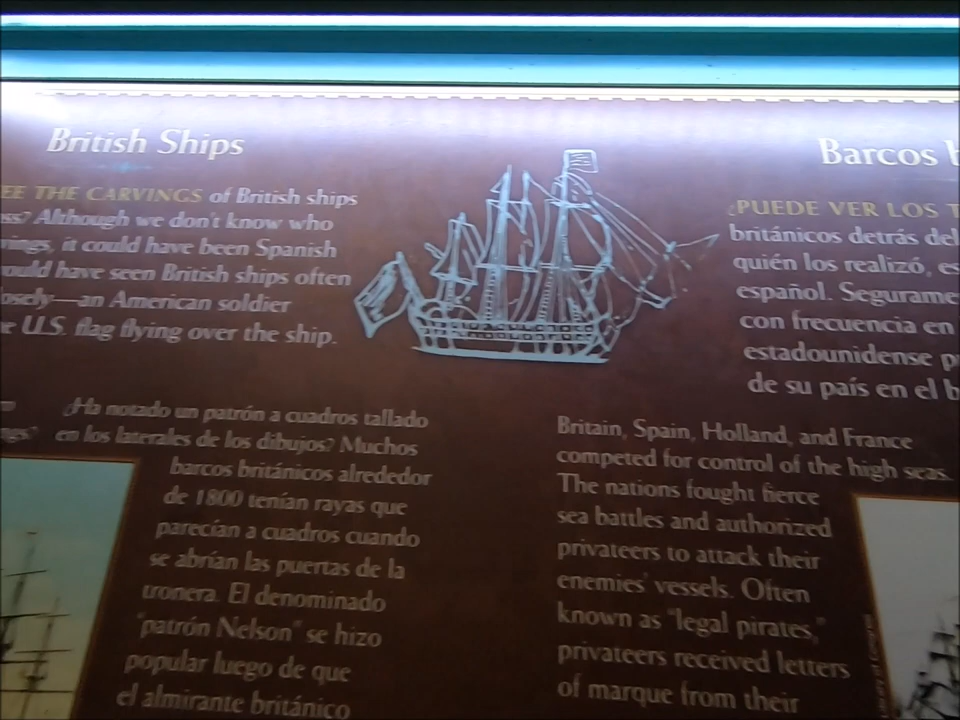 British Ships
EE THE CARVINGS of British ships
ss? Although we don't know who
ings, it could have been Spanish
ould have seen British ships often
osely—an American soldier
e U.S. flag flying over the ship.
Barcos b
¿PUEDE VER LOS T
británicos detrás del
quién los realizó, es
español. Segurame
con frecuencia en
estadounidense p
de su país en el b
¿Ha notado un patrón a cuadros tallado
en los laterales de los dibujos? Muchos
barcos británicos alrededor
de 1800 tenían rayas que
parecían a cuadros cuando
se abrían las puertas de la
tronera. El denominado
"patrón Nelson" se hizo
popular luego de que
el almirante británico
Britain, Spain, Holland, and France
competed for control of the high seas.
The nations fought fierce
sea battles and authorized
privateers to attack their
enemies' vessels. Often
known as "legal pirates,"
privateers received letters
of marque from their